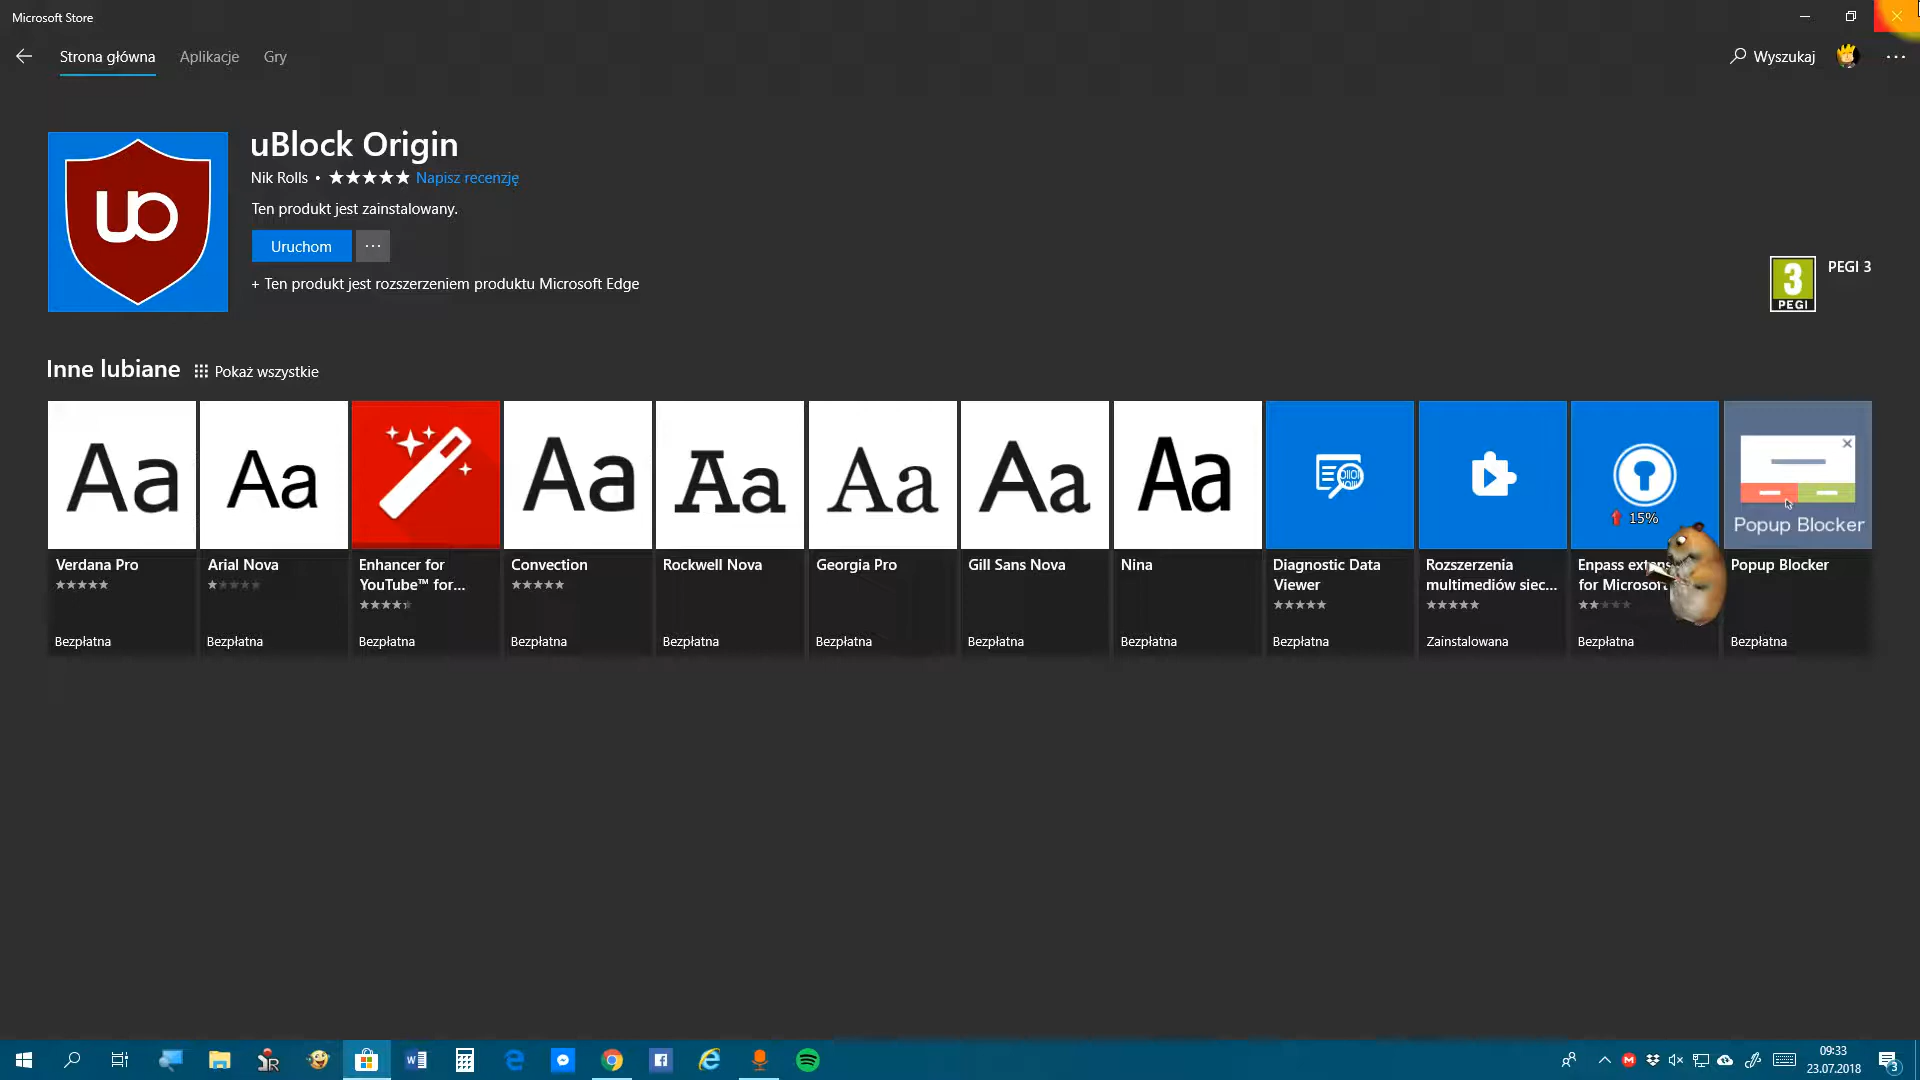 Microsoft Store
Strona główna Aplikacje Gry
Wyszukaj
uBlock Origin
Nik Rolls • Napisz recenzję
Ten produkt jest zainstalowany.
Uruchom
+ Ten produkt jest rozszerzeniem produktu Microsoft Edge
3
PEGI
PEGI 3
uo
Inne lubiane Pokaż wszystkie
Aa Aa Aa Aa Aa Aa Aa
15%
Popup Blocker
Verdana Pro
Bezpłatna
Arial Nova
Bezpłatna
Enhancer for
YouTube™ for...
Bezpłatna
Convection
Bezpłatna
Rockwell Nova
Bezpłatna
Georgia Pro
Bezpłatna
Gill Sans Nova
Bezpłatna
Nina
Bezpłatna
Diagnostic Data
Viewer
Bezpłatna
Rozszerzenia
multimediów siec...
Zainstalowana
Enpass
for
Bezpłatna
Popup Blocker
Bezpłatna
09:33
23.07.2018
3